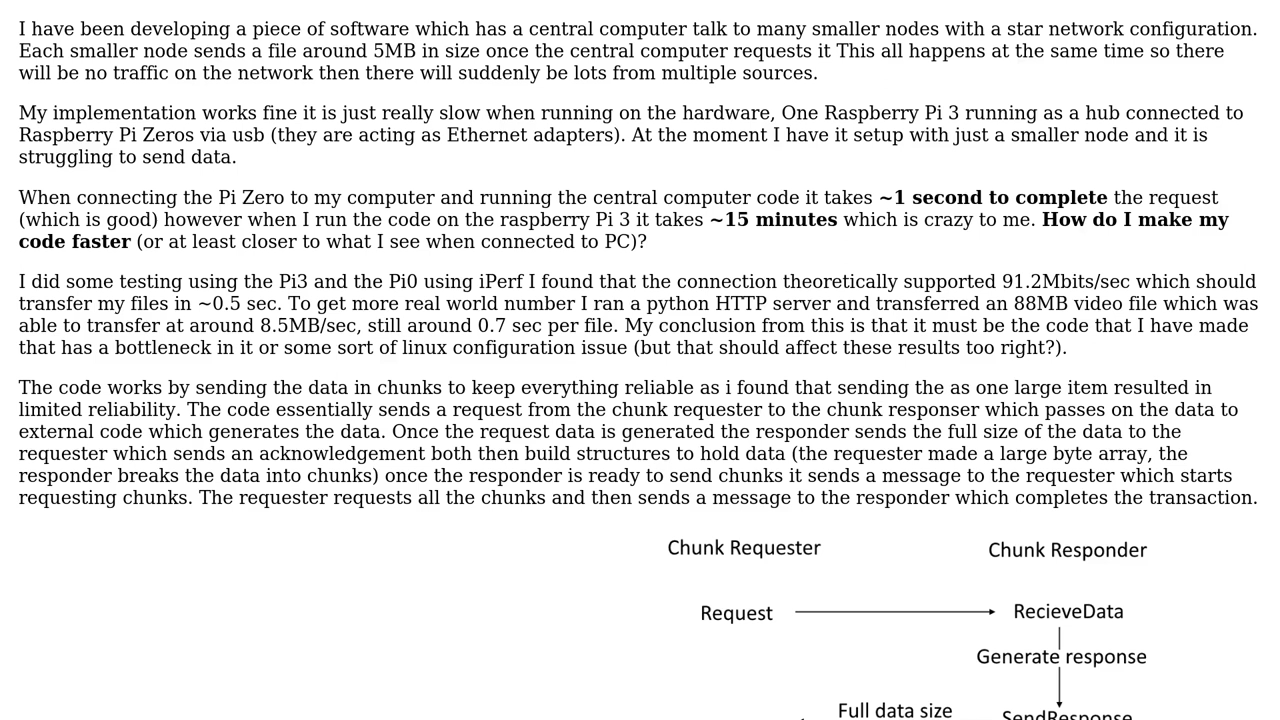 I have been developing a piece of software which has a central computer talk to many smaller nodes with a star network configuration.
Each smaller node sends a file around 5MB in size once the central computer requests it This all happens at the same time so there
will be no traffic on the network then there will suddenly be lots from multiple sources.
My implementation works fine it is just really slow when running on the hardware, One Raspberry Pi 3 running as a hub connected to
Raspberry Pi Zeros via usb (they are acting as Ethernet adapters). At the moment I have it setup with just a smaller node and it is
struggling to send data.
When connecting the Pi Zero to my computer and running the central computer code it takes ~1 second to complete the request
(which is good) however when I run the code on the raspberry Pi 3 it takes ~15 minutes which is crazy to me. How do I make my
code faster (or at least closer to what I see when connected to PC)?
I did some testing using the Pi3 and the Pi0 using iPerf I found that the connection theoretically supported 91.2Mbits/sec which should
transfer my files in ~0.5 sec. To get more real world number I ran a python HTTP server and transferred an 88MB video file which was
able to transfer at around 8.5MB/sec, still around 0.7 sec per file. My conclusion from this is that it must be the code that I have made
that has a bottleneck in it or some sort of linux configuration issue (but that should affect these results too right?).
The code works by sending the data in chunks to keep everything reliable as i found that sending the as one large item resulted in
limited reliability. The code essentially sends a request from the chunk requester to the chunk responser which passes on the data to
external code which generates the data. Once the request data is generated the responder sends the full size of the data to the
requester which sends an acknowledgement both then build structures to hold data (the requester made a large byte array, the
responder breaks the data into chunks) once the responder is ready to send chunks it sends a message to the requester which starts
requesting chunks. The requester requests all the chunks and then sends a message to the responder which completes the transaction.
Chunk Requester Chunk Responder
Request RecieveData
Generate response
Full data size
SendResponse